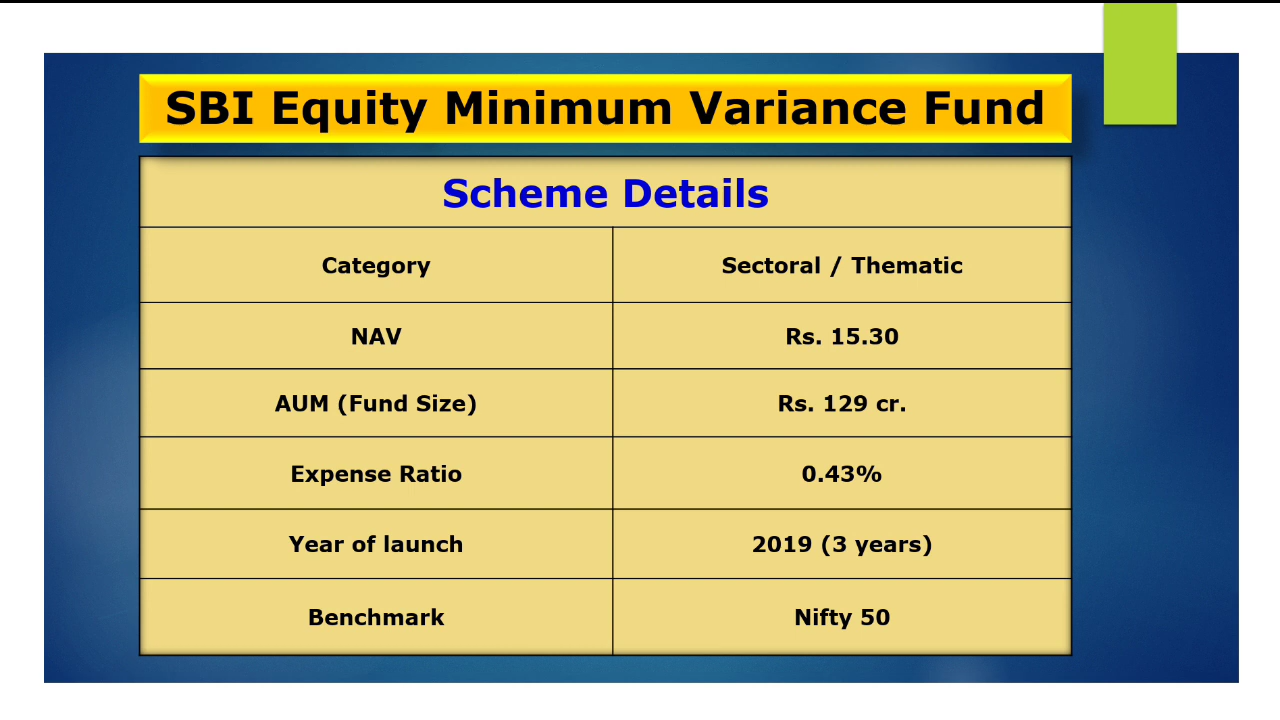 SBI Equity Minimum Variance Fund
Scheme Details
Category Sectoral / Thematic
NAV Rs. 15.30
AUM (Fund Size) Rs. 129 cr.
Expense Ratio 0.43%
Year of launch 2019 (3 years)
Benchmark Nifty 50